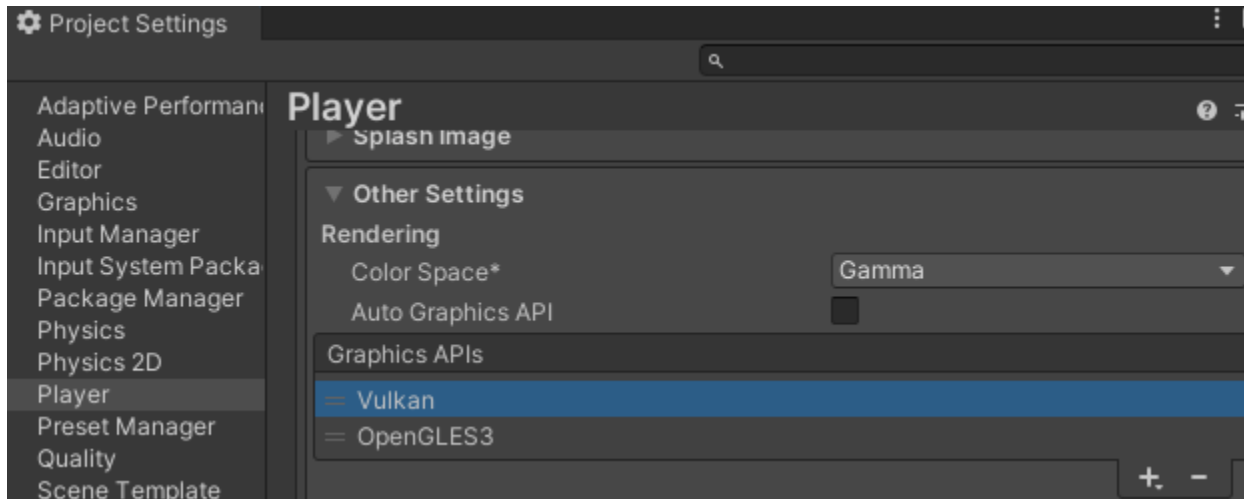 Project Settings
Adaptive Performan
Audio
Editor
Graphics
Input Manager
Input System Packa
Package Manager
Physics
Physics 2D
Player
Preset Manager
Quality
Scene Template
Player
Splash Image
Other Settings
Rendering
Color Space* Gamma
Auto Graphics API
Graphics APIs
Vulkan
OpenGLES3